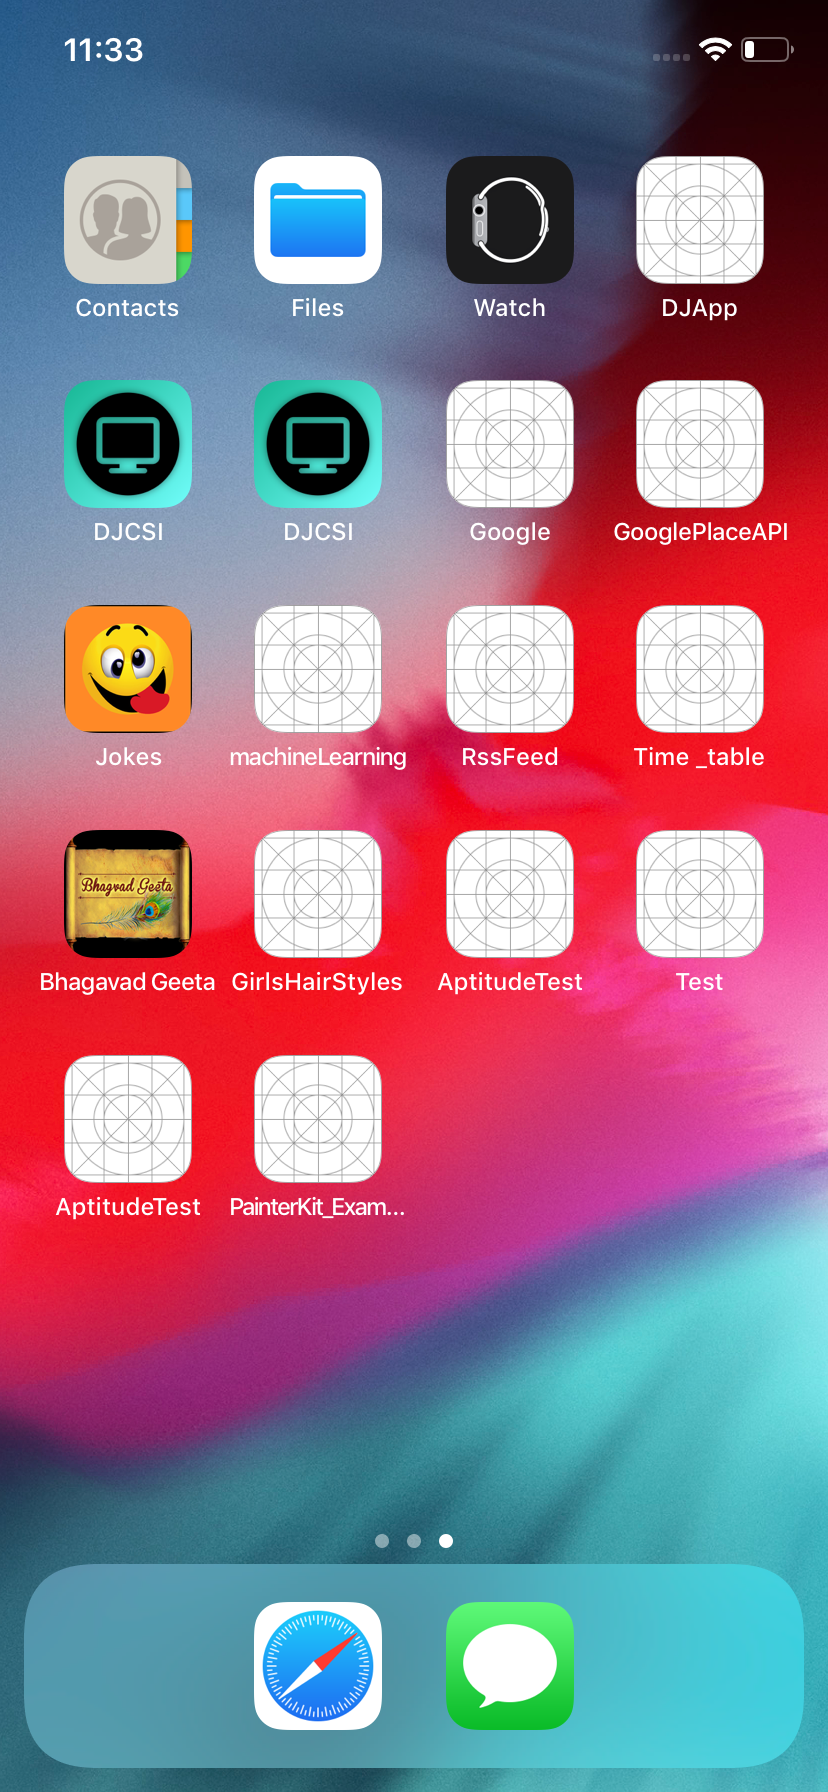 11:33
Contacts
Files
Watch
DJApp
DJCSI
DJCSI
Google
GooglePlaceAPI
Jokes
machineLearning
RssFeed
Time _table
Bhagvad Geeta
Bhagavad Geeta
GirlsHairStyles
AptitudeTest
Test
AptitudeTest
PainterKit_Exam...